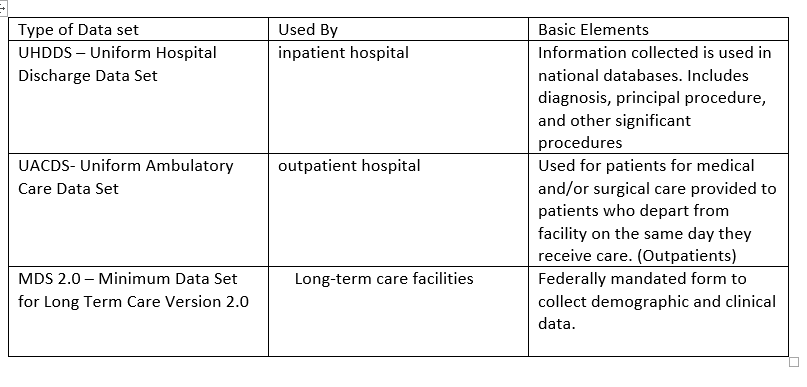 Type of Data set
Used By
Basic Elements
UHDDS – Uniform Hospital
Discharge Data Set
inpatient hospital
Information collected is used in
national databases. Includes
diagnosis, principal procedure,
and other significant
procedures
UACDS- Uniform Ambulatory
Care Data Set
outpatient hospital
Used for patients for medical
and/or surgical care provided to
patients who depart from
facility on the same day they
receive care. (Outpatients)
MDS 2.0 – Minimum Data Set
for Long Term Care Version 2.0
Long-term care facilities
Federally mandated form to
collect demographic and clinical
data.